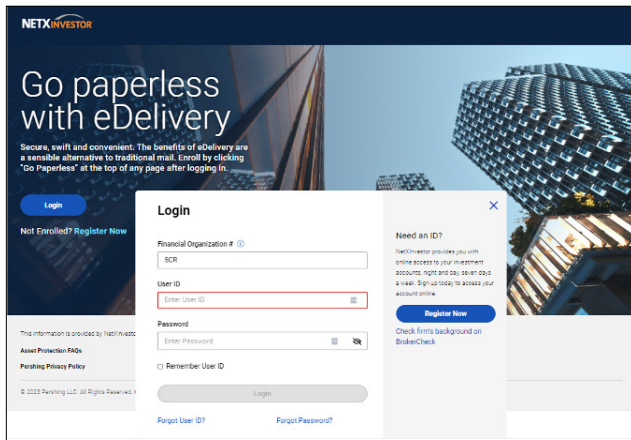 NETXINVESTOR
Go paperless
with eDelivery
Secure, swift and convenient. The benefits of eDelivery are
a sensible alternative to traditional mail. Enroll by clicking
"Go Paperless" at the top of any page after logging in.
Login
Not Enrolled? Register Now
Login
Financial Organization #
SCR
User ID
Enter User ID
Password
Enter Password
Remember User ID
Login
Forgot User ID? Forgot Password?
Need an ID?
NetXInvestor provides you with
online access to your investment
accounts, night and day, seven days
a week. Sign up today to access your
account online.
Register Now
Check firm's background on
BrokerCheck
This information is provided by
Asset Protection FAQs
Pershing Privacy Policy
© 2023 Pershing LLC. All Rights Reserved.